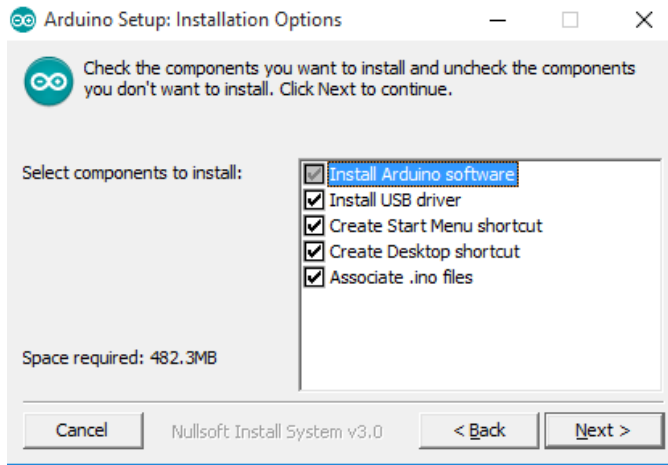 Arduino Setup: Installation Options
Check the components you want to install and uncheck the components
you don't want to install. Click Next to continue.
Select components to install:
Install Arduino software
Install USB driver
Create Start Menu shortcut
Create Desktop shortcut
Associate .ino files
Space required: 482.3MB
Cancel
Nullsoft Install System v3.0
< Back
Next >